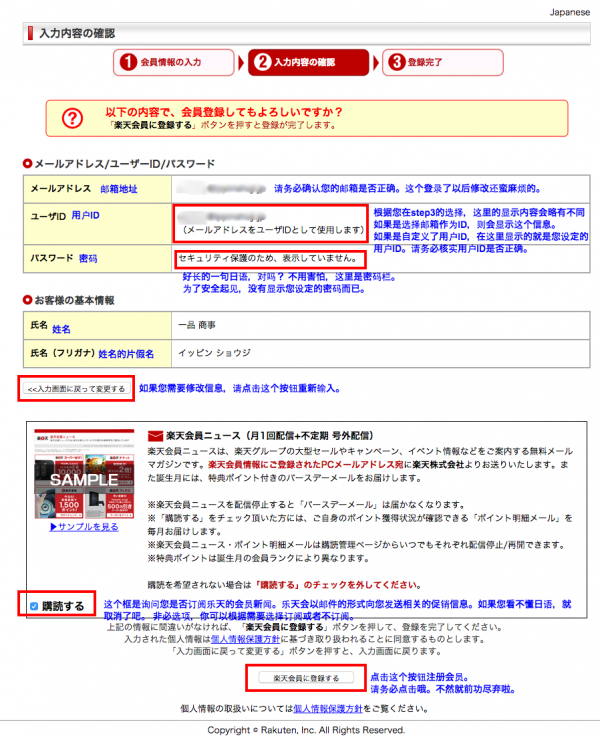 Japanese
入力内容の確認
1 会員情報の入力 2 入力内容の確認 3 登録完了
以下の内容で、会員登録してもよろしいですか？
「楽天会員に登録する」ボタンを押すと登録が完了します。
メールアドレス/ユーザーID/パスワード
メールアドレス 邮箱地址 请务必确认您的邮箱是否正确。这个登录了以后修改还蛮麻烦的。
ユーザID 用户ID
（メールアドレスをユーザIDとして使用します）
根据您在step3的选择，这里的显示内容会略有不同
如果是选择邮箱作为ID，则会显示这个信息。
如果是自定义了用户ID，在这里显示的就是您设定的
用户ID。请务必核实用户ID是否正确。
パスワード 密码 セキュリティ保護のため、表示していません。
好长的一句日语，对吗？ 不用害怕，这里是密码栏。
为了安全起见，没有显示您设定的密码而已。
お客様の基本情報
氏名 姓名 一品 商事
氏名（フリガナ） 姓名的片假名 イッピン ショウジ
<<入力画面に戻って変更する 如果您需要修改信息，请点击这个按钮重新输入。
楽天会員ニュース（月1回配信+不定期 号外配信）
楽天会員ニュースは、楽天グループの大型セールやキャンペーン、イベント情報などをご案内する無料メール
マガジンです。楽天会員情報にご登録されたPCメールアドレス宛に楽天株式会社よりお送りいたします。ま
た誕生月には、特典ポイント付きのバースデーメールをお届けします。
SAMPLE
▶サンプルを見る
※楽天会員ニュースを配信停止すると「バースデーメール」は届かなくなります。
※「購読する」をチェック頂いた方には、ご自身のポイント獲得状況が確認できる「ポイント明細メール」を
毎月お届けします。
※楽天会員ニュース・ポイント明細メールは購読管理ページからいつでもそれぞれ配信停止/再開できます。
※特典ポイントは誕生月の会員ランクにより異なります。
購読を希望されない場合は「購読する」のチェックを外してください。
購読する 这个框是询问您是否订阅乐天的会员新闻。乐天会以邮件的形式向您发送相关的促销信息。如果您看不懂日语，就
取消了吧。 非必选项，你可以根据需要选择订阅或者不订阅。
上記の情報に間違いがなければ、「楽天会員に登録する」ボタンを押して、登録を完了してください。
入力された個人情報は個人情報保護方針に基づき取り扱われることに同意するものとします。
「入力画面に戻って変更する」ボタンを押すと、入力画面に戻ります。
楽天会員に登録する 点击这个按钮注册会员。
请务必点击哦。不然就前功尽弃啦。
個人情報の取扱いについては個人情報保護方針をご覧ください。
Copyright © Rakuten, Inc. All Rights Reserved.